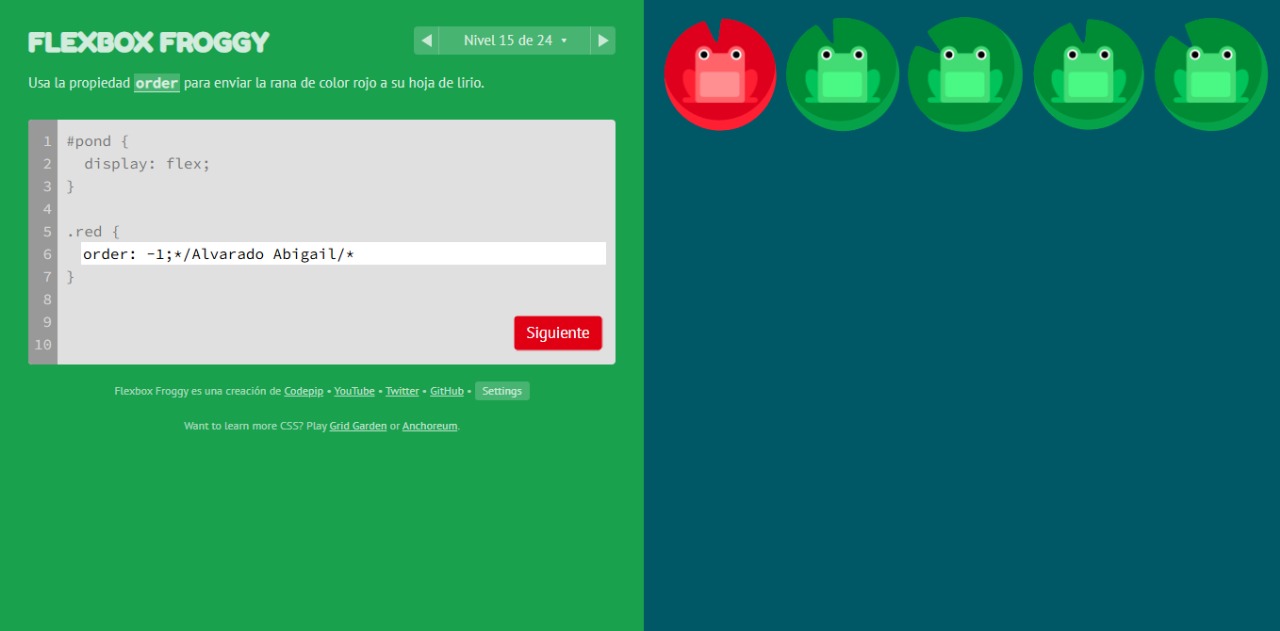 FLEXBOX FROGGY
Nivel 15 de 24
Usa la propiedad order para enviar la rana de color rojo a su hoja de lirio.
1 #pond {
2 display: flex;
3 }
4
5 .red {
6 order: -1;*/Alvarado Abigail/*
7 }
8
9
10
Siguiente
Flexbox Froggy es una creación de Codepip • YouTube • Twitter • GitHub • Settings
Want to learn more CSS? Play Grid Garden or Anchoreum.